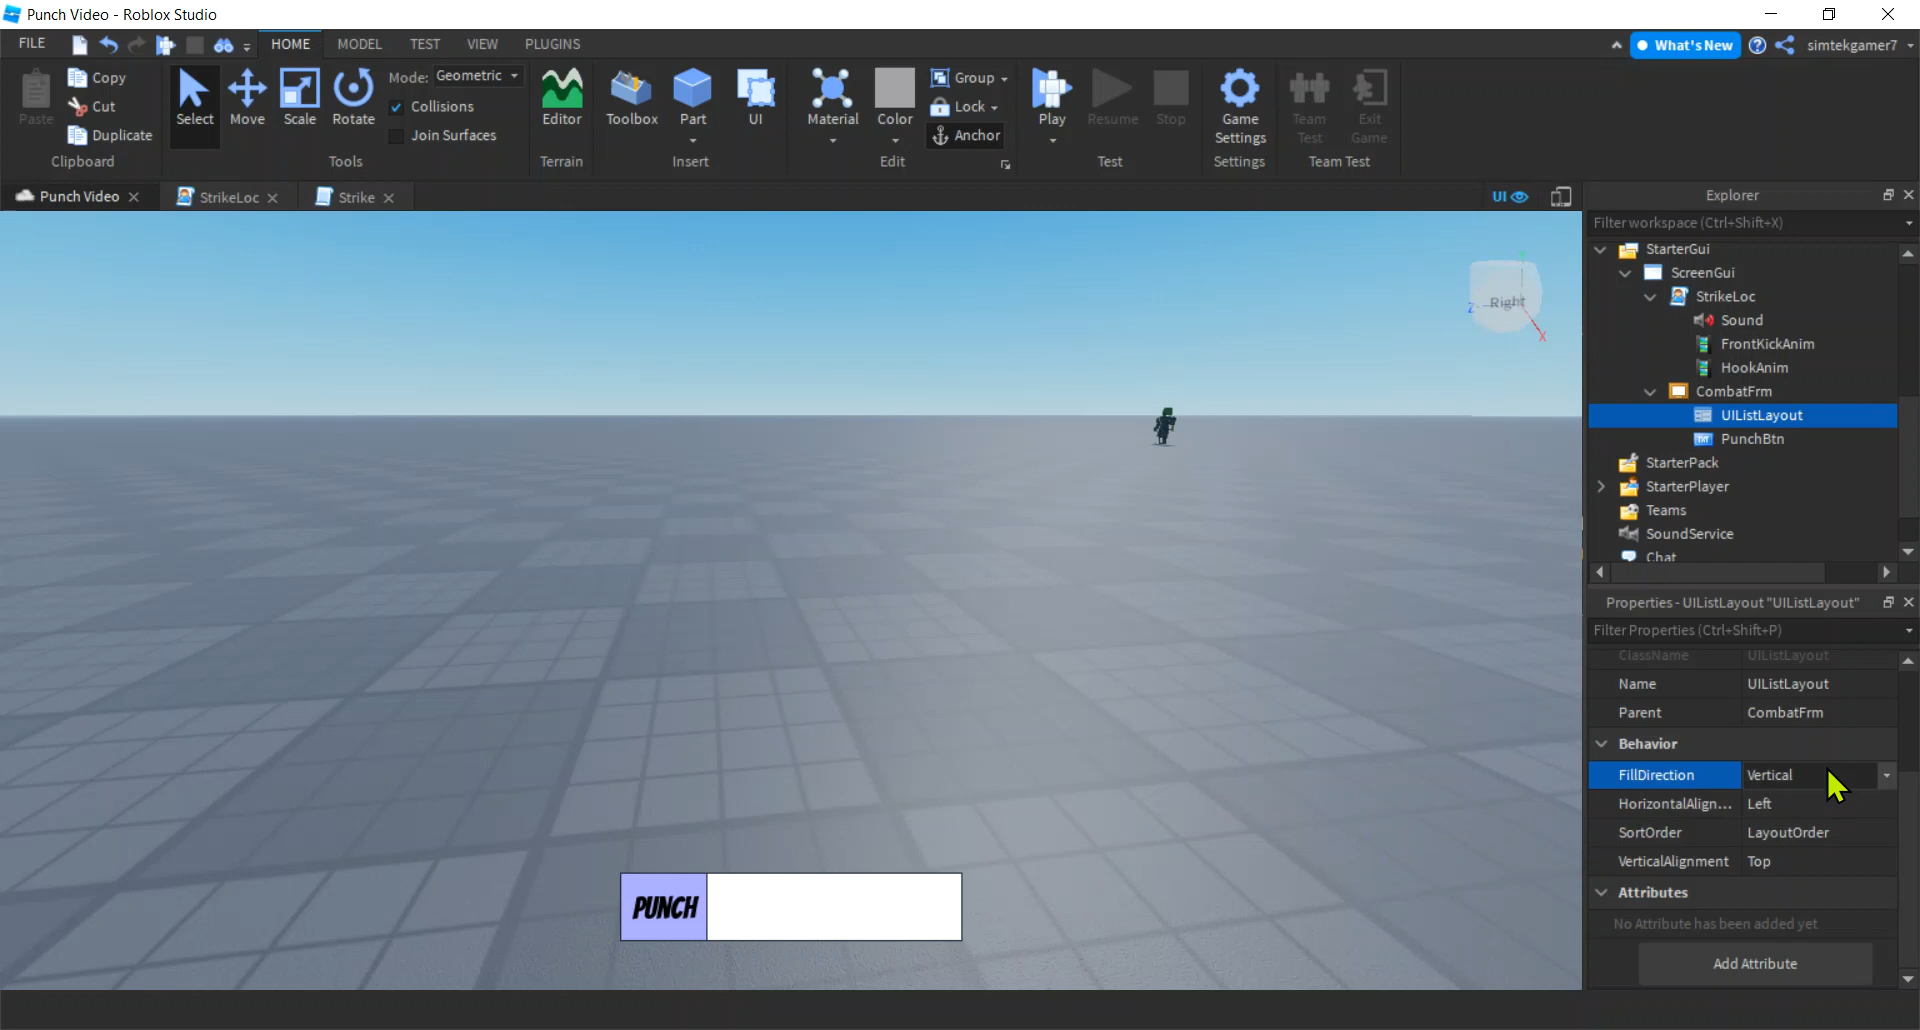 Punch Video - Roblox Studio
FILE HOME MODEL TEST VIEW PLUGINS What's New simtekgamer7
Paste Copy Cut Duplicate
Clipboard
Select Move Scale Rotate
Mode: Geometric
Collisions
Join Surfaces
Tools
Editor
Terrain
Toolbox Part UI
Insert
Material Color Group Lock Anchor
Edit
Play Resume Stop
Test
Game Settings
Settings
Team Test Exit Game
Team Test
Punch Video StrikeLoc Strike UI
Right
Z
X
PUNCH
Explorer
Filter workspace (Ctrl+Shift+X)
StarterGui
ScreenGui
StrikeLoc
Sound
FrontKickAnim
HookAnim
CombatFrm
UIListLayout
TXT PunchBtn
StarterPack
StarterPlayer
Teams
SoundService
Chat
Properties - UIListLayout "UIListLayout"
Filter Properties (Ctrl+Shift+P)
ClassName UIListLayout
Name UIListLayout
Parent CombatFrm
Behavior
FillDirection Vertical
HorizontalAlign... Left
SortOrder LayoutOrder
VerticalAlignment Top
Attributes
No Attribute has been added yet
Add Attribute